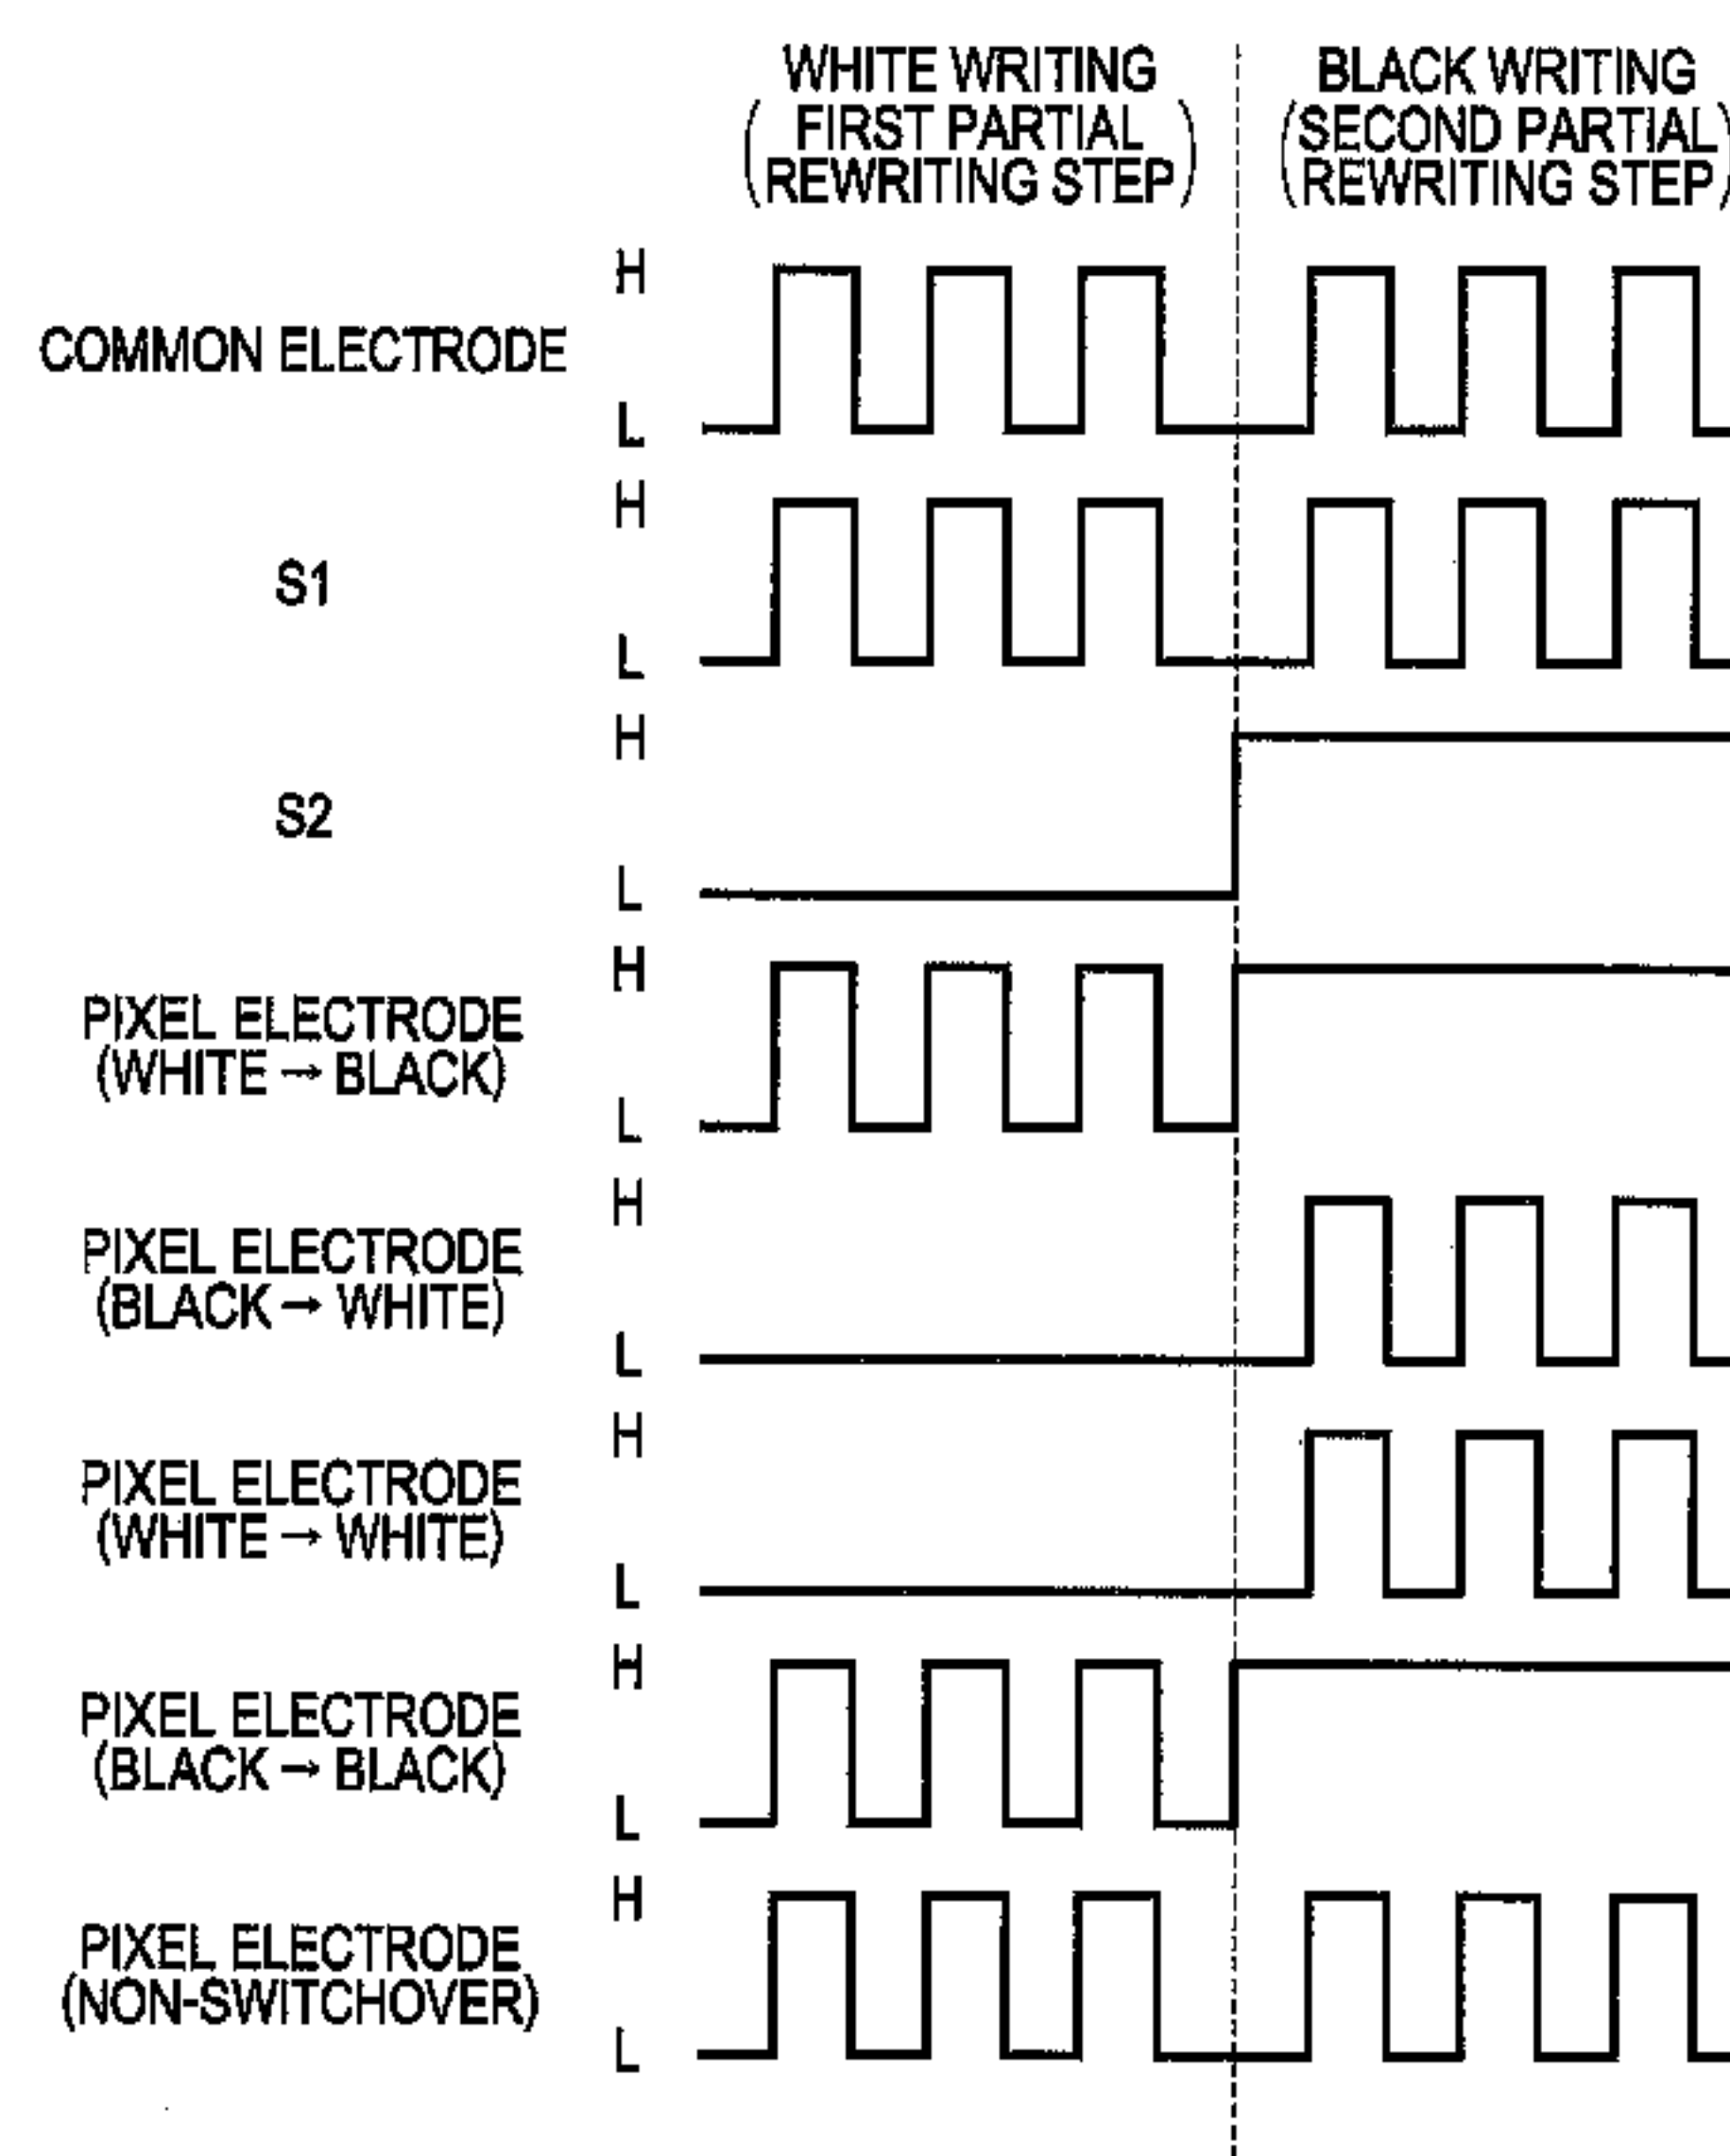 WHITE WRITING
(FIRST PARTIAL
REWRITING STEP)
BLACK WRITING
(SECOND PARTIAL
REWRITING STEP)
H
COMMON ELECTRODE
L
H
S1
L
H
S2
L
H
PIXEL ELECTRODE
(WHITE → BLACK)
L
H
PIXEL ELECTRODE
(BLACK → WHITE)
L
H
PIXEL ELECTRODE
(WHITE → WHITE)
L
H
PIXEL ELECTRODE
(BLACK → BLACK)
L
H
PIXEL ELECTRODE
(NON-SWITCHOVER)
L